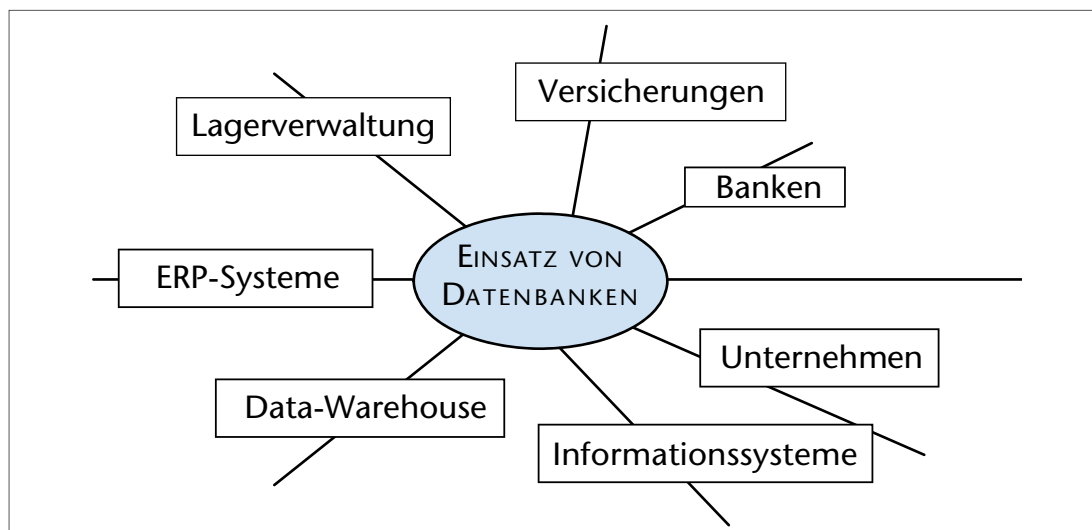 Versicherungen
Lagerverwaltung
Banken
EINSATZ VON
DATENBANKEN
ERP-Systeme
Unternehmen
Data-Warehouse
Informationssysteme